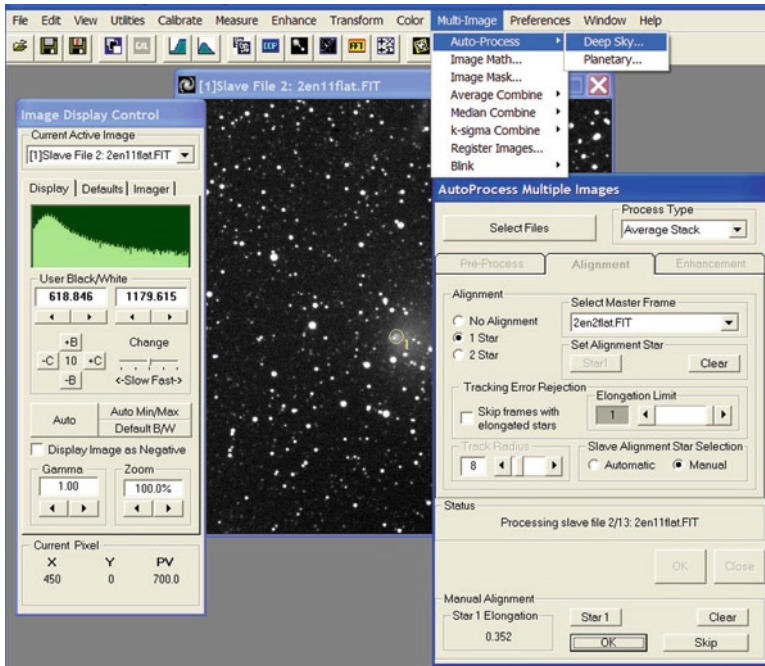 File Edit View Utilities Calibrate Measure Enhance Transform Color Multi-Image Preferences Window Help
Auto-Process
Image Math...
Image Mask...
Average Combine
Median Combine
k-sigma Combine
Register Images...
Blink
Deep Sky...
Planetary...
CCP
FFT
[1]Slave File 2: 2en11flat.FIT
1
Image Display Control
Current Active Image
[1]Slave File 2: 2en11flat.FIT
Display Defaults Imager
User Black/White
618.846 1179.615
+B
-C 10 +C
-B
Change
<-Slow Fast->
Auto
Auto Min/Max
Default B/W
Display Image as Negative
Gamma Zoom
1.00 100.0%
Current Pixel
X Y PV
450 0 700.0
AutoProcess Multiple Images
Select Files
Process Type
Average Stack
Pre-Process Alignment Enhancement
Alignment
No Alignment
1 Star
2 Star
Select Master Frame
2en2flat.FIT
Set Alignment Star
Star1 Clear
Tracking Error Rejection
Skip frames with
elongated stars
Elongation Limit
1
Track Radius
8
Slave Alignment Star Selection
Automatic Manual
Status
Processing slave file 2/13: 2en11flat.FIT
OK Close
Manual Alignment
Star 1 Elongation
0.352
Star 1 Clear
OK Skip